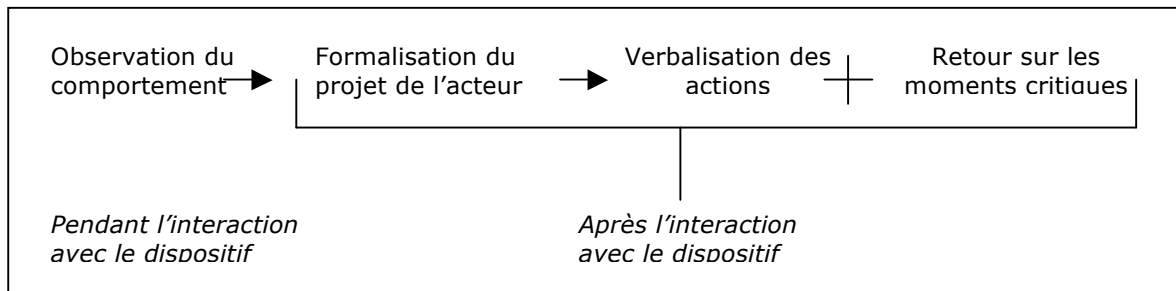 Observation du
comportement
Formalisation du
projet de l'acteur
Verbalisation des
actions
Retour sur les
moments critiques
Pendant l'interaction
avec le dispositif
Après l'interaction
avec le dispositif